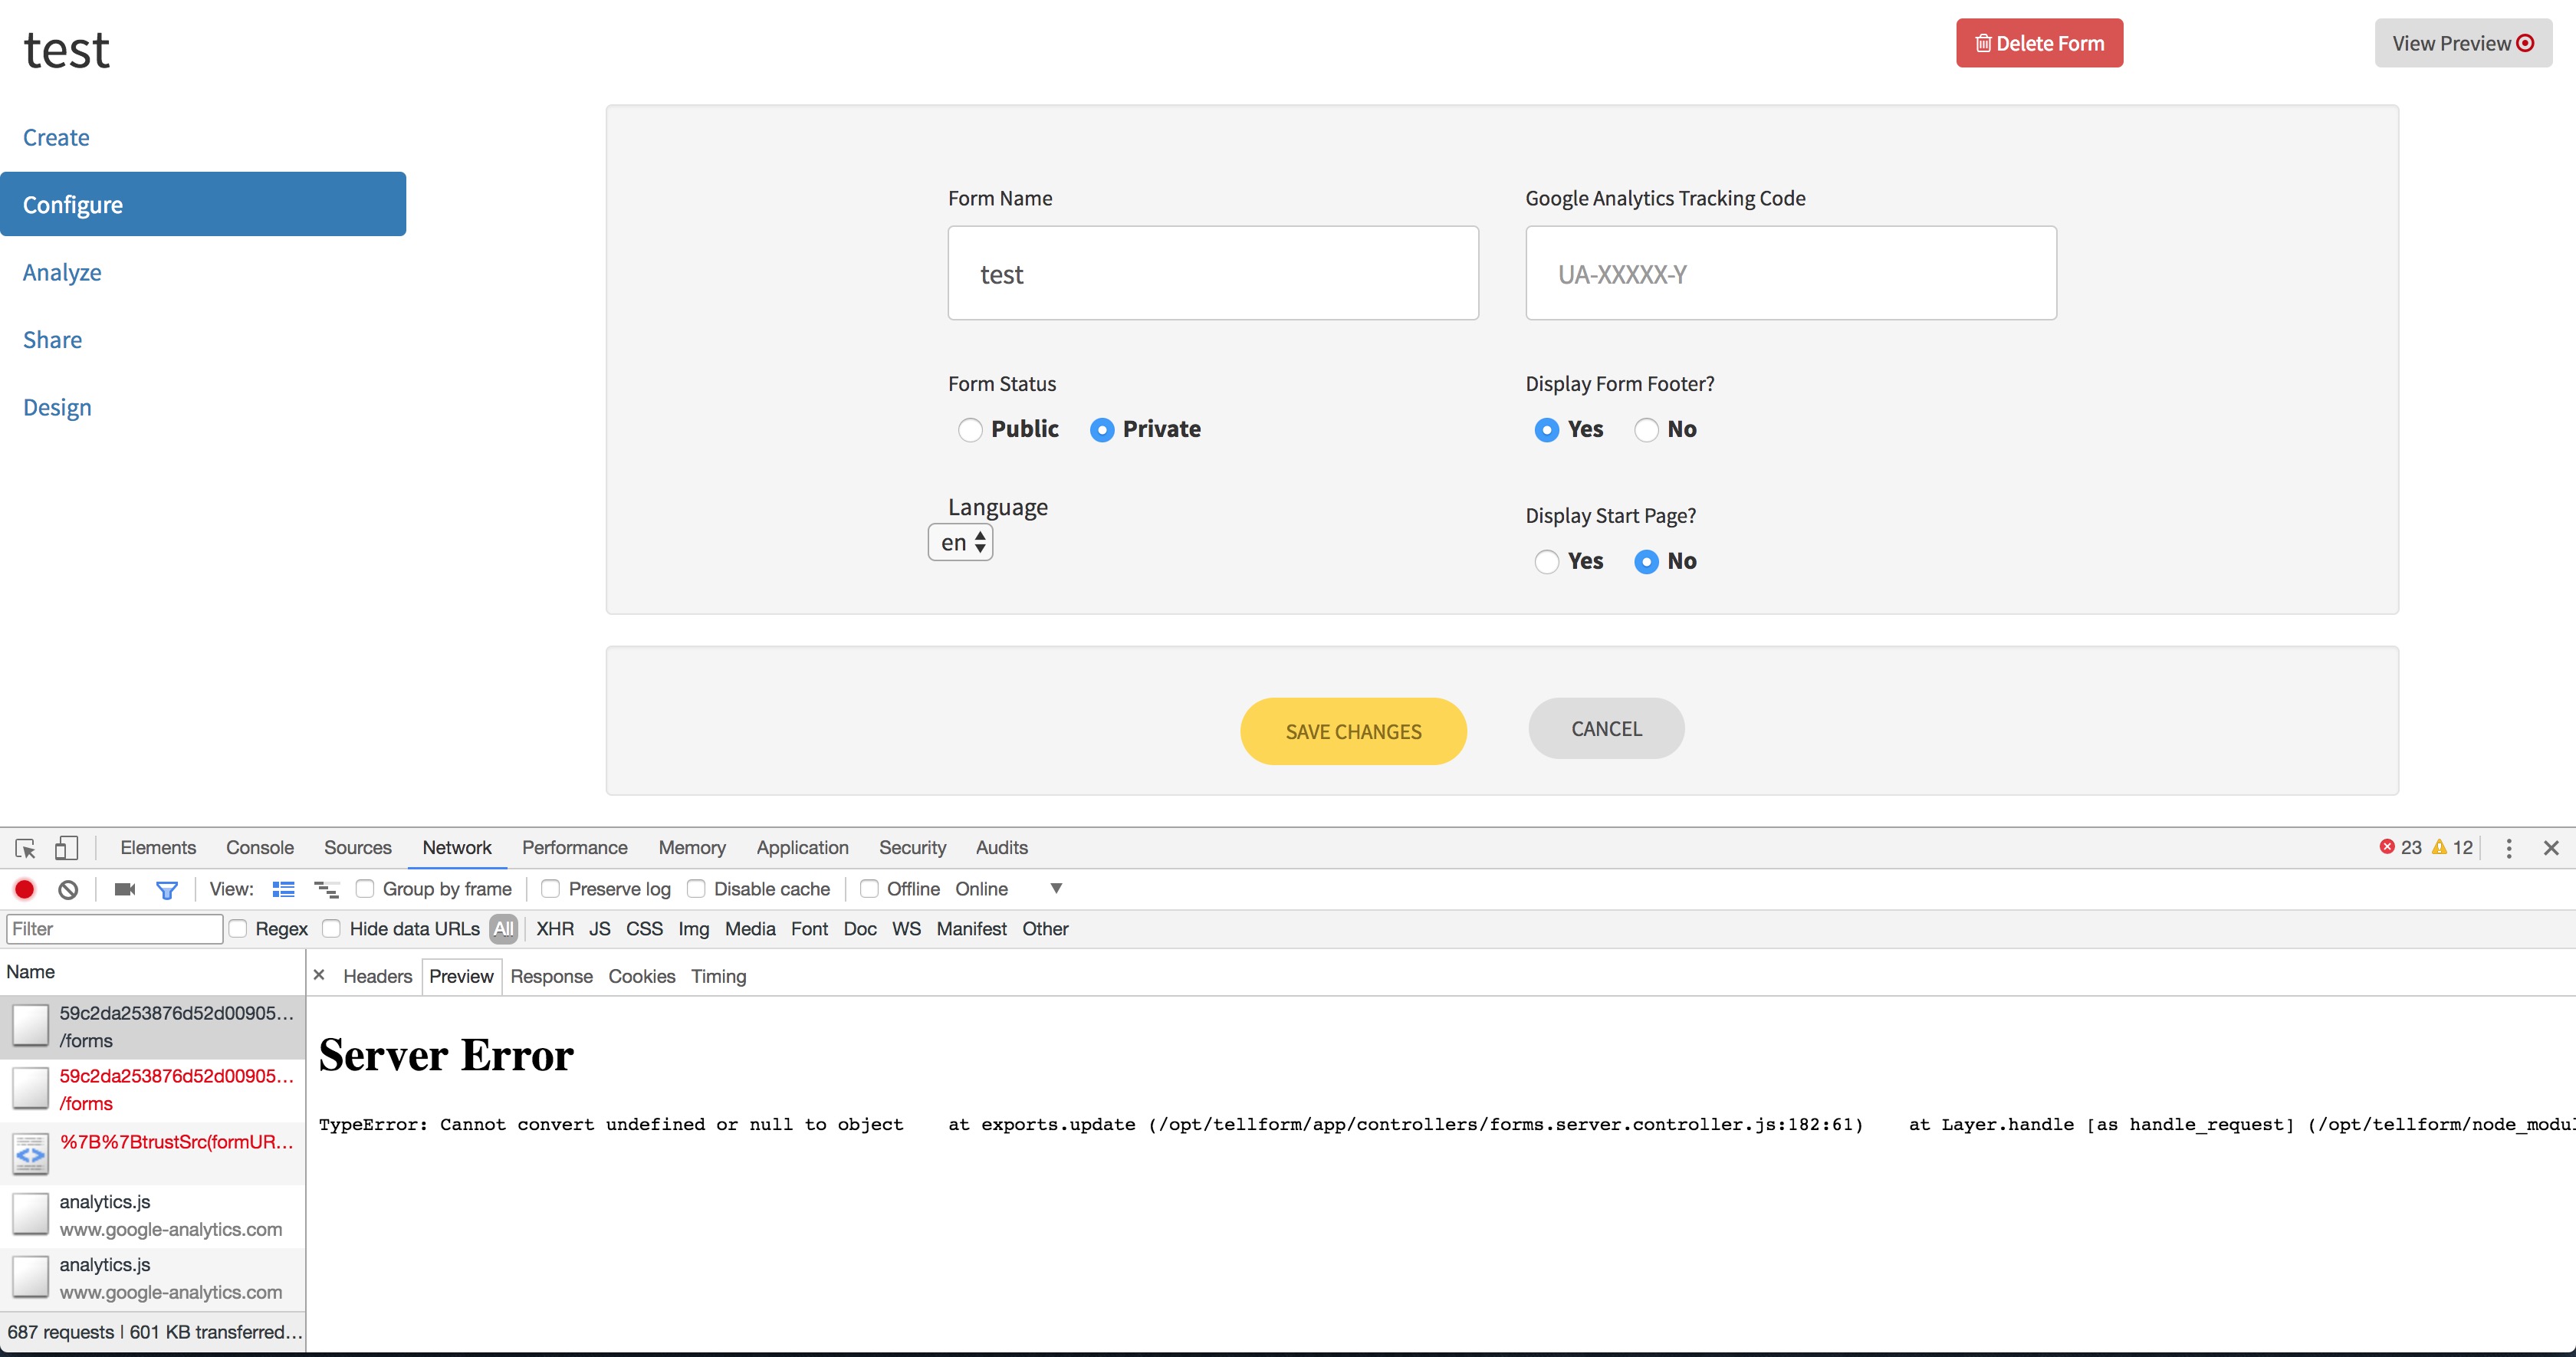 test
Delete Form
View Preview
Create
Configure
Analyze
Share
Design
Form Name
Google Analytics Tracking Code
test
UA-XXXXX-Y
Form Status
Display Form Footer?
Public Private
Yes No
Language
en
Display Start Page?
Yes No
SAVE CHANGES
CANCEL
Elements Console Sources Network Performance Memory Application Security Audits 23 12
View: Group by frame Preserve log Disable cache Offline Online
Filter Regex Hide data URLs All XHR JS CSS Img Media Font Doc WS Manifest Other
Name
× Headers Preview Response Cookies Timing
59c2da253876d52d00905…
/forms
59c2da253876d52d00905…
/forms
%7B%7BtrustSrc(formUR…
analytics.js
www.google-analytics.com
analytics.js
www.google-analytics.com
687 requests | 601 KB transferred…
Server Error
TypeError: Cannot convert undefined or null to object at exports.update (/opt/tellform/app/controllers/forms.server.controller.js:182:61) at Layer.handle [as handle_request] (/opt/tellform/node_modul